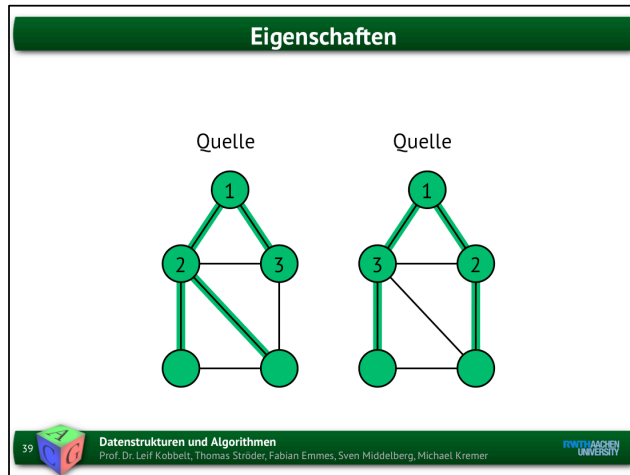 Eigenschaften
Quelle Quelle
1 1
2 3 3 2
39
A
C G
Datenstrukturen und Algorithmen
Prof. Dr. Leif Kobbelt, Thomas Ströder, Fabian Emmes, Sven Middelberg, Michael Kremer
RWTHAACHEN
UNIVERSITY